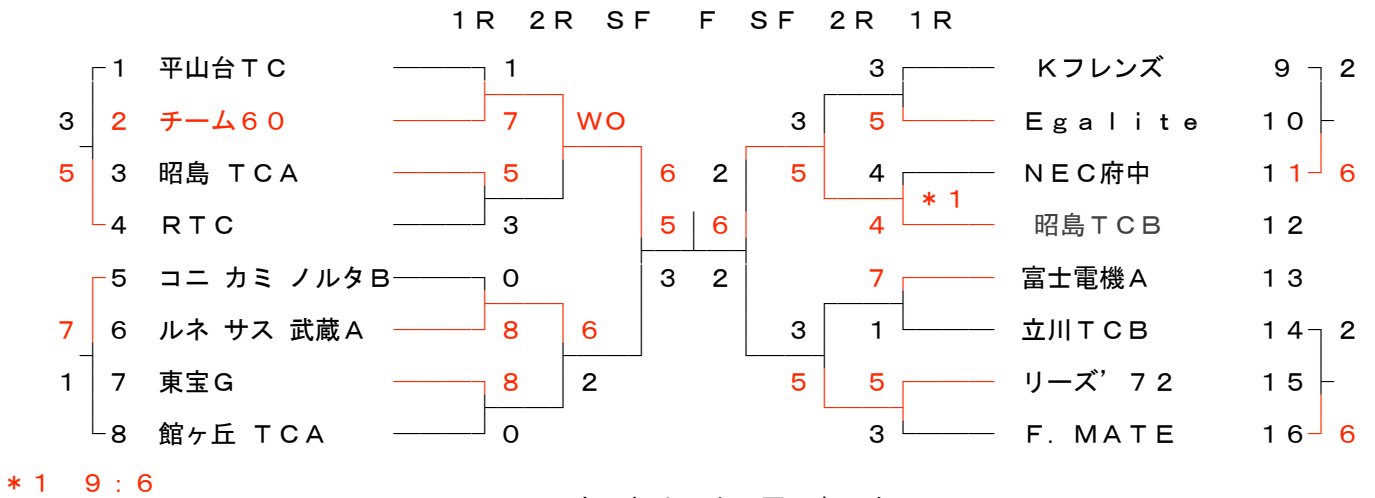 １Ｒ ２Ｒ ＳＦ Ｆ ＳＦ ２Ｒ １Ｒ
１ 平山台ＴＣ １ ３ Ｋフレンズ ９ ２
３ ２ チーム６０ ７ ＷＯ ３ ５ Ｅｇａｌｉｔｅ １０
５ ３ 昭島 ＴＣＡ ５ ６ ２ ５ ４ ＮＥＣ府中 １１ ６
＊１
４ ＲＴＣ ３ ５ ６ ４ 昭島ＴＣＢ １２
５ コニ カミ ノルタＢ ０ ３ ２ ７ 富士電機Ａ １３
７ ６ ルネ サス 武蔵Ａ ８ ６ ３ １ 立川ＴＣＢ １４ ２
１ ７ 東宝Ｇ ８ ２ ５ ５ リーズ’７２ １５
８ 館ヶ丘 ＴＣＡ ０ ３ Ｆ．ＭＡＴＥ １６ ６
＊１ ９：６